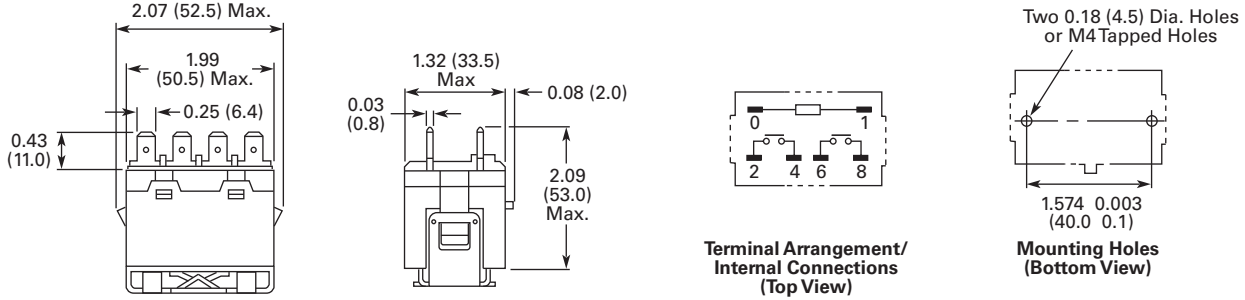 2.07 (52.5) Max.
1.99
(50.5) Max.
0.25 (6.4)
0.43
(11.0)
1.32 (33.5)
Max
0.08 (2.0)
0.03
(0.8)
2.09
(53.0)
Max.
0
1
2
4
6
8
Terminal Arrangement/
Internal Connections
(Top View)
Two 0.18 (4.5) Dia. Holes
or M4 Tapped Holes
1.574 0.003
(40.0 0.1)
Mounting Holes
(Bottom View)